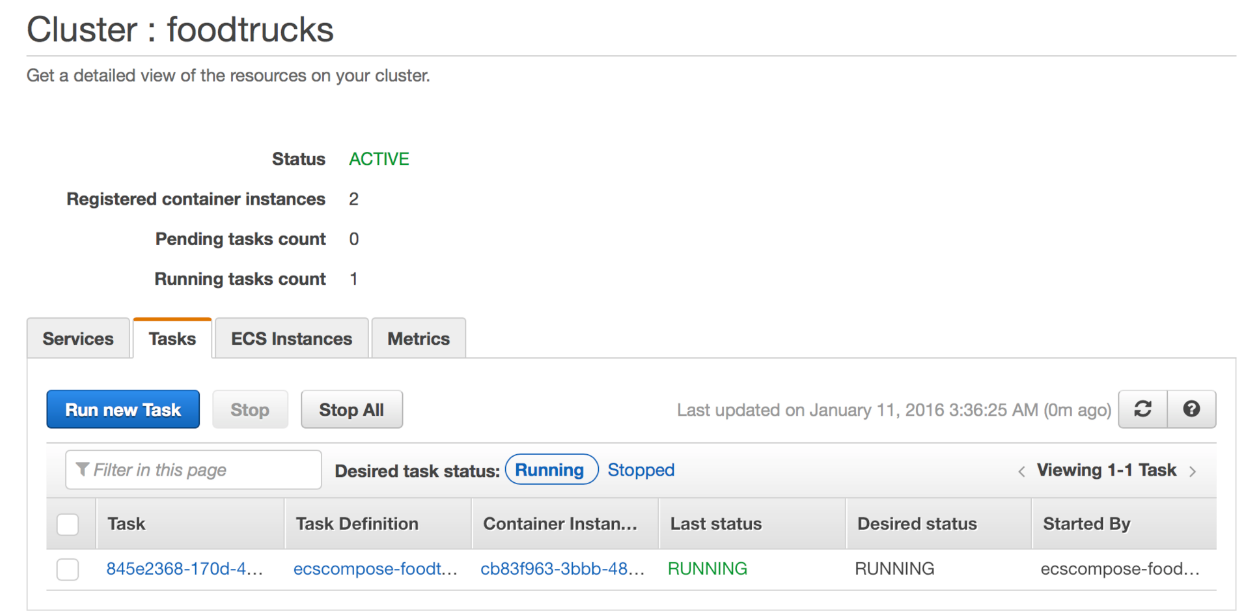 Cluster : foodtrucks
Get a detailed view of the resources on your cluster.
Status ACTIVE
Registered container instances 2
Pending tasks count 0
Running tasks count 1
Services Tasks ECS Instances Metrics
Run new Task Stop Stop All Last updated on January 11, 2016 3:36:25 AM (0m ago) ?
Filter in this page Desired task status: Running Stopped < Viewing 1-1 Task >
Task Task Definition Container Instan... Last status Desired status Started By
845e2368-170d-4... ecscompose-foodt... cb83f963-3bbb-48... RUNNING RUNNING ecscompose-food...